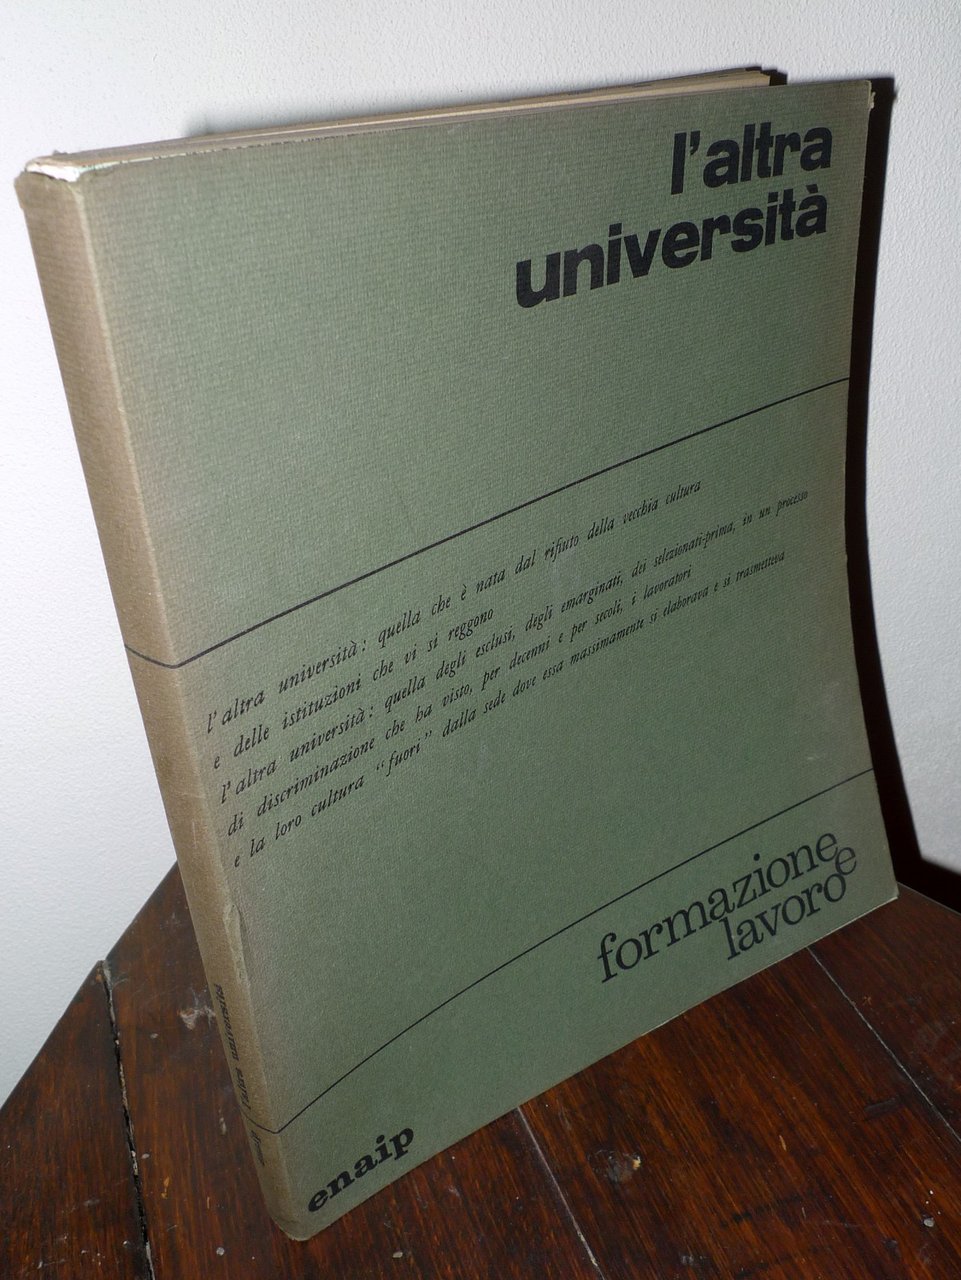 l'altra
università
l'altra università: quella che è nata dal rifiuto della vecchia cultura
e delle istituzioni che vi si reggono
l'altra università: quella degli esclusi, degli emarginati, dei selezionati-prima, in un processo
di discriminazione che ha visto, per decenni e per secoli, i lavoratori
e la loro cultura “fuori” dalla sede dove essa massimamente si elaborava e si trasmetteva
formazione e
lavoro
enaip